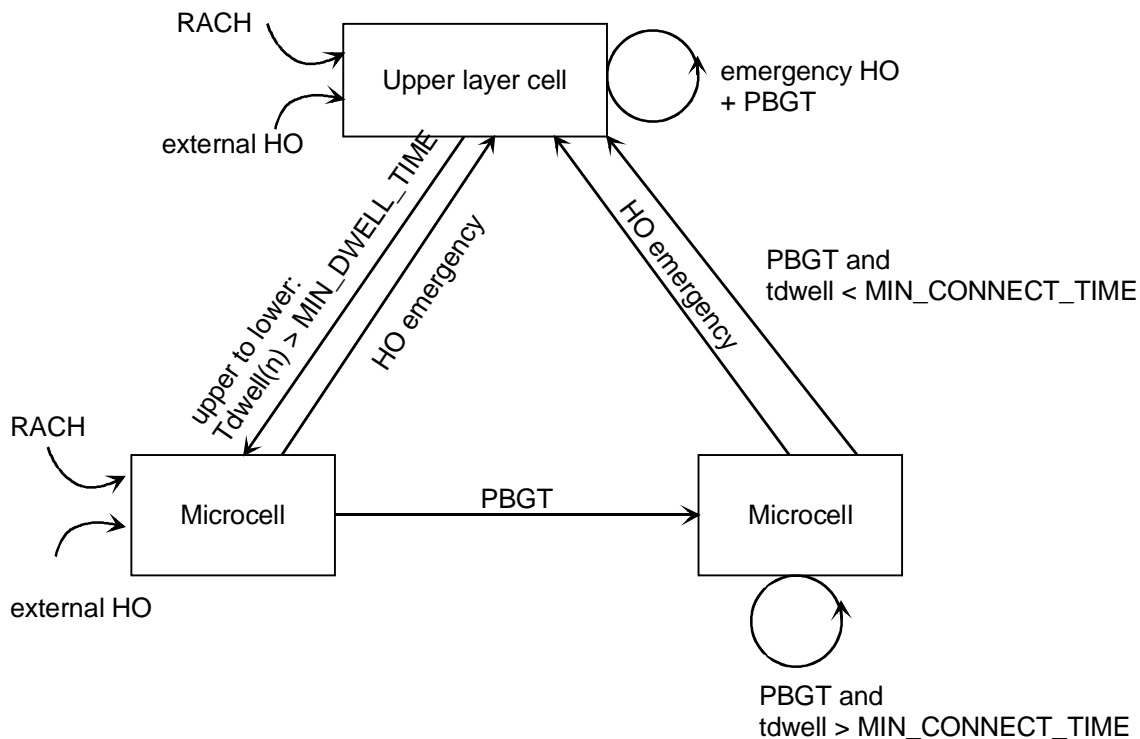 RACH
Upper layer cell
emergency HO
+ PBGT
external HO
upper to lower:
Tdwell(n) > MIN_DWELL_TIME
HO emergency
HO emergency
PBGT and
tdwell < MIN_CONNECT_TIME
RACH
Microcell
PBGT
Microcell
external HO
PBGT and
tdwell > MIN_CONNECT_TIME